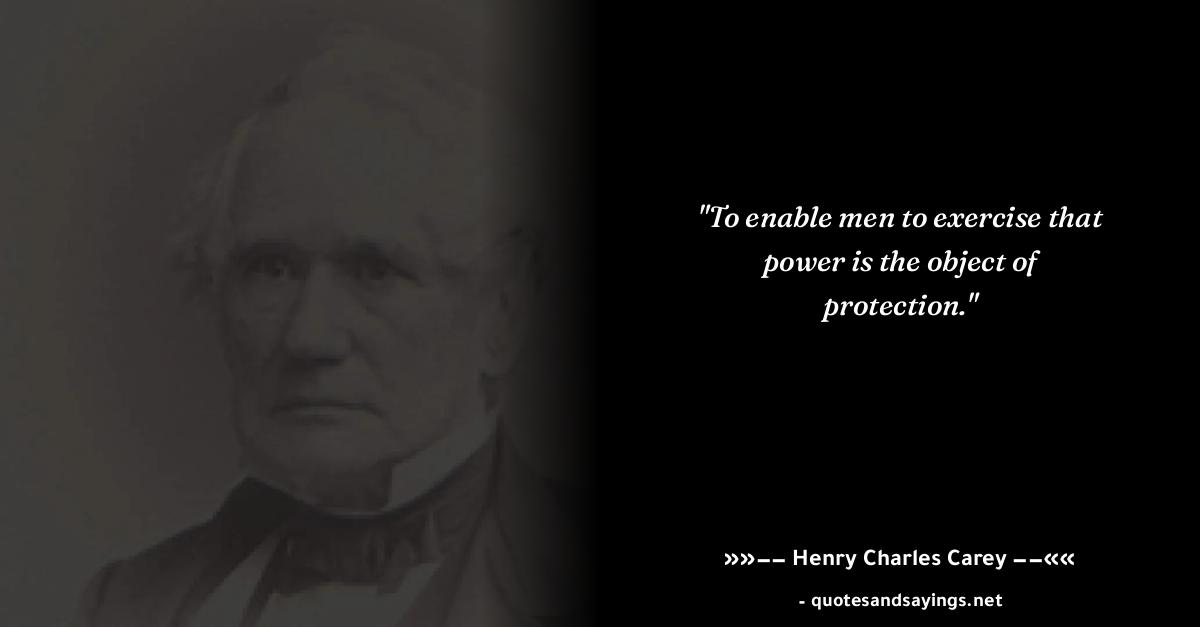 "To enable men to exercise that
power is the object of
protection."
»»−− Henry Charles Carey −−««
- quotesandsayings.net